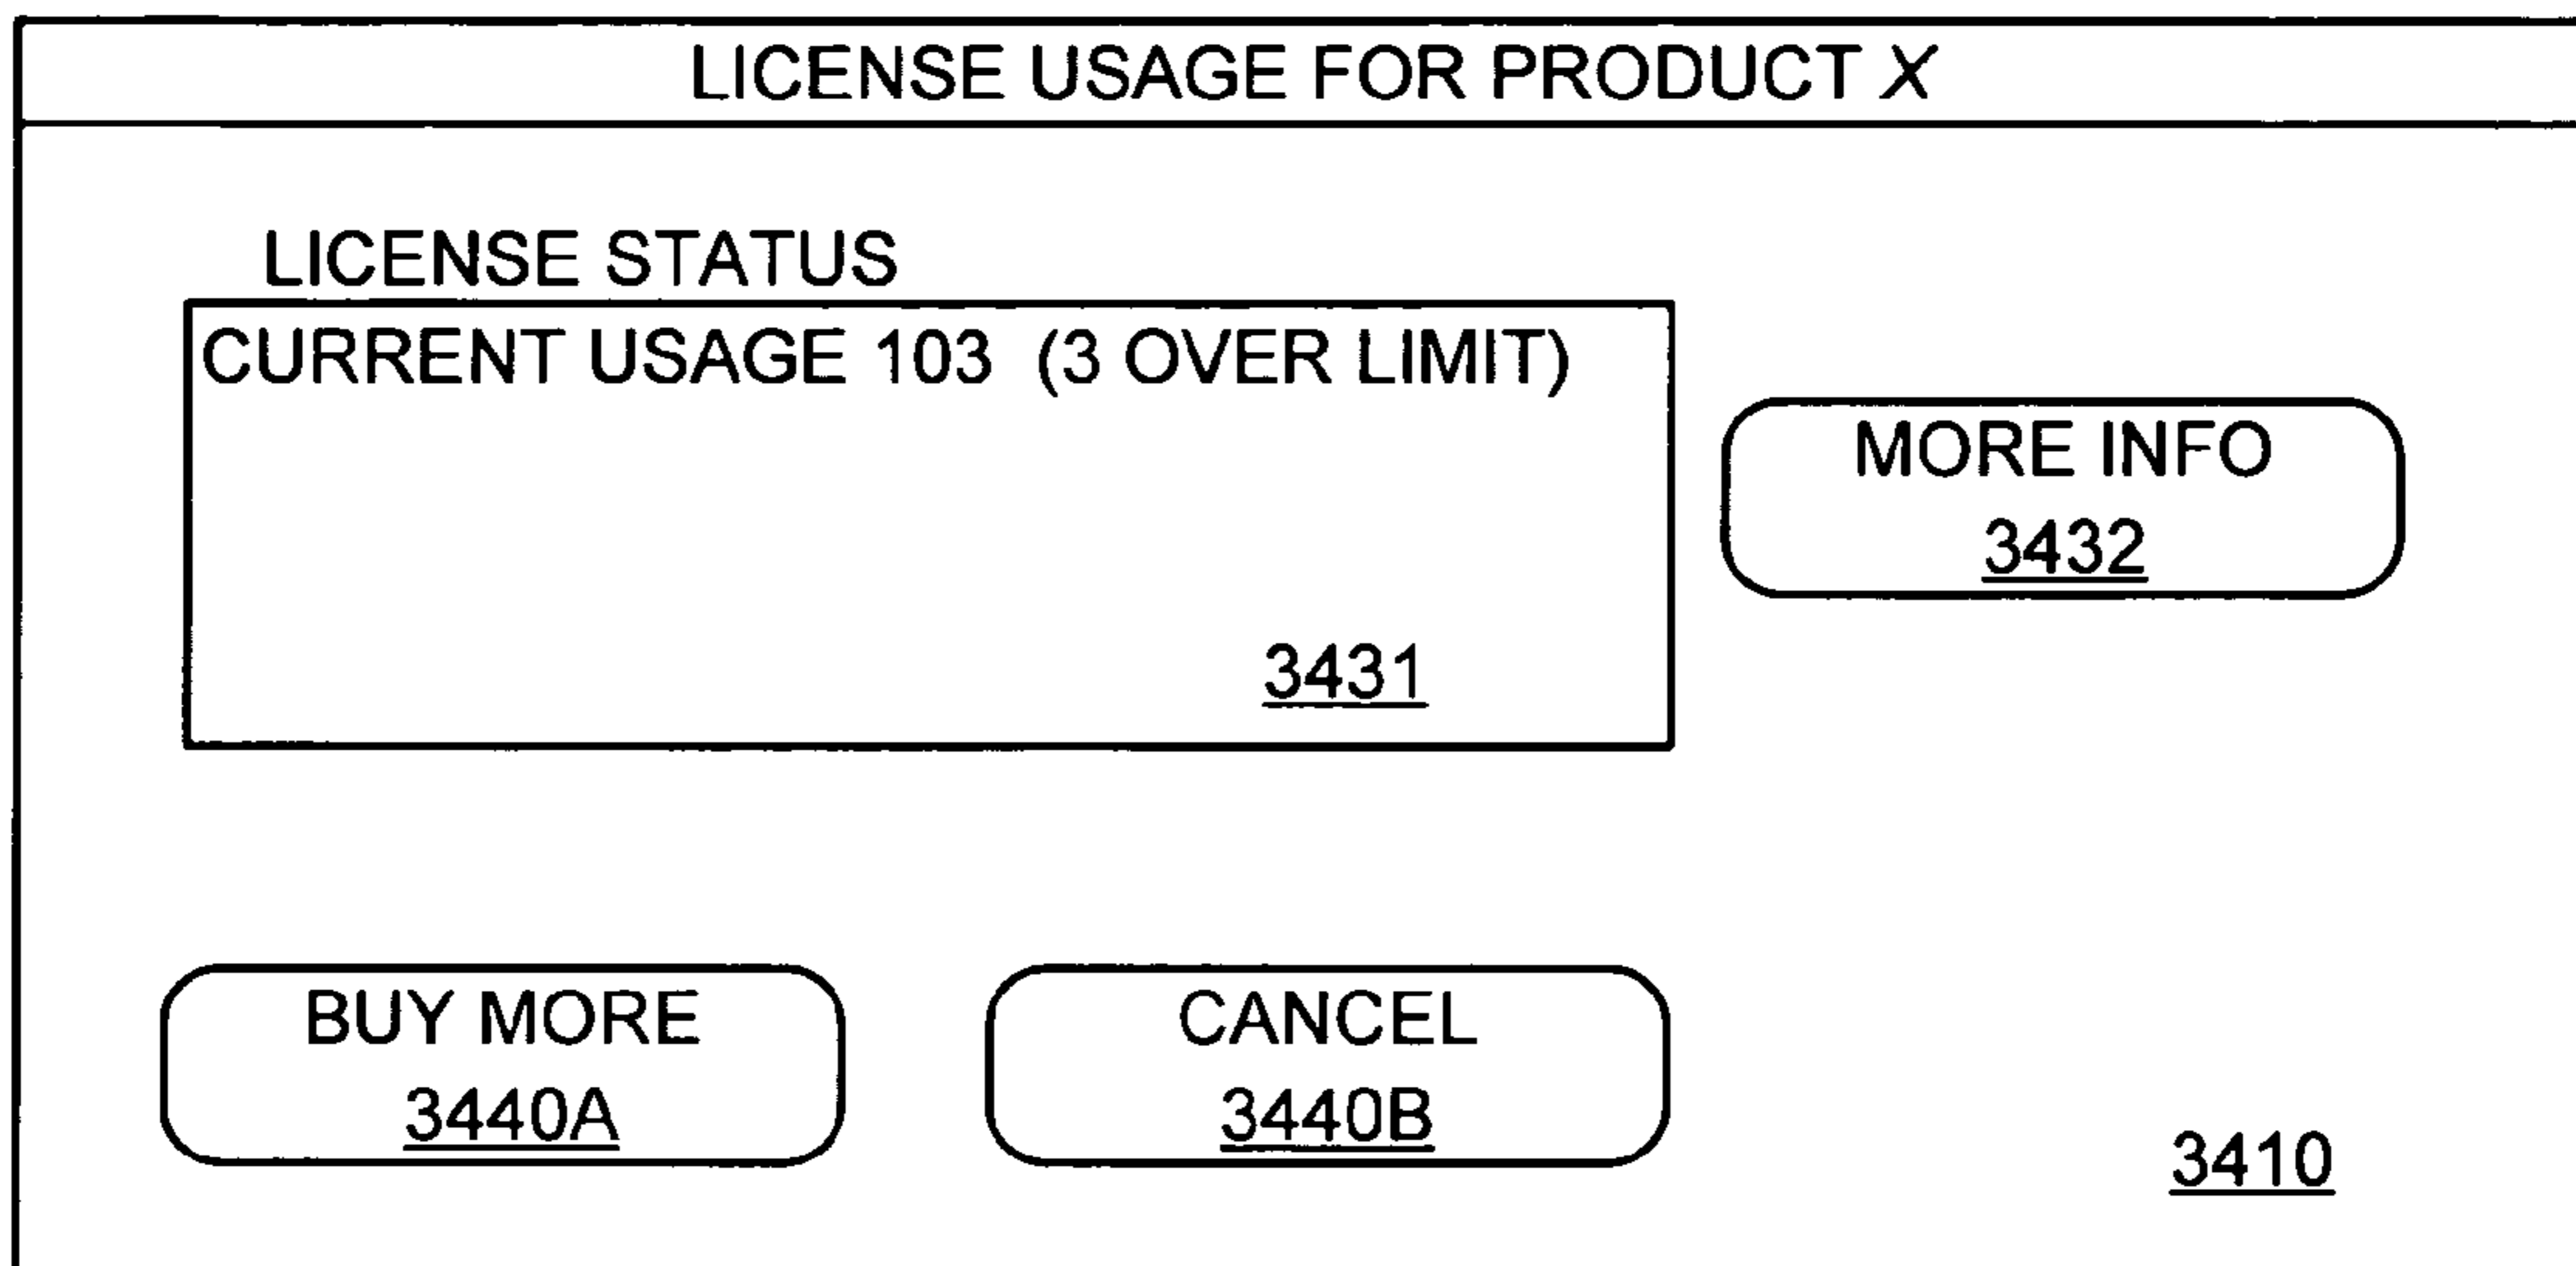 LICENSE USAGE FOR PRODUCT X
LICENSE STATUS
CURRENT USAGE 103 (3 OVER LIMIT)
3431
MORE INFO
3432
BUY MORE
3440A
CANCEL
3440B
3410